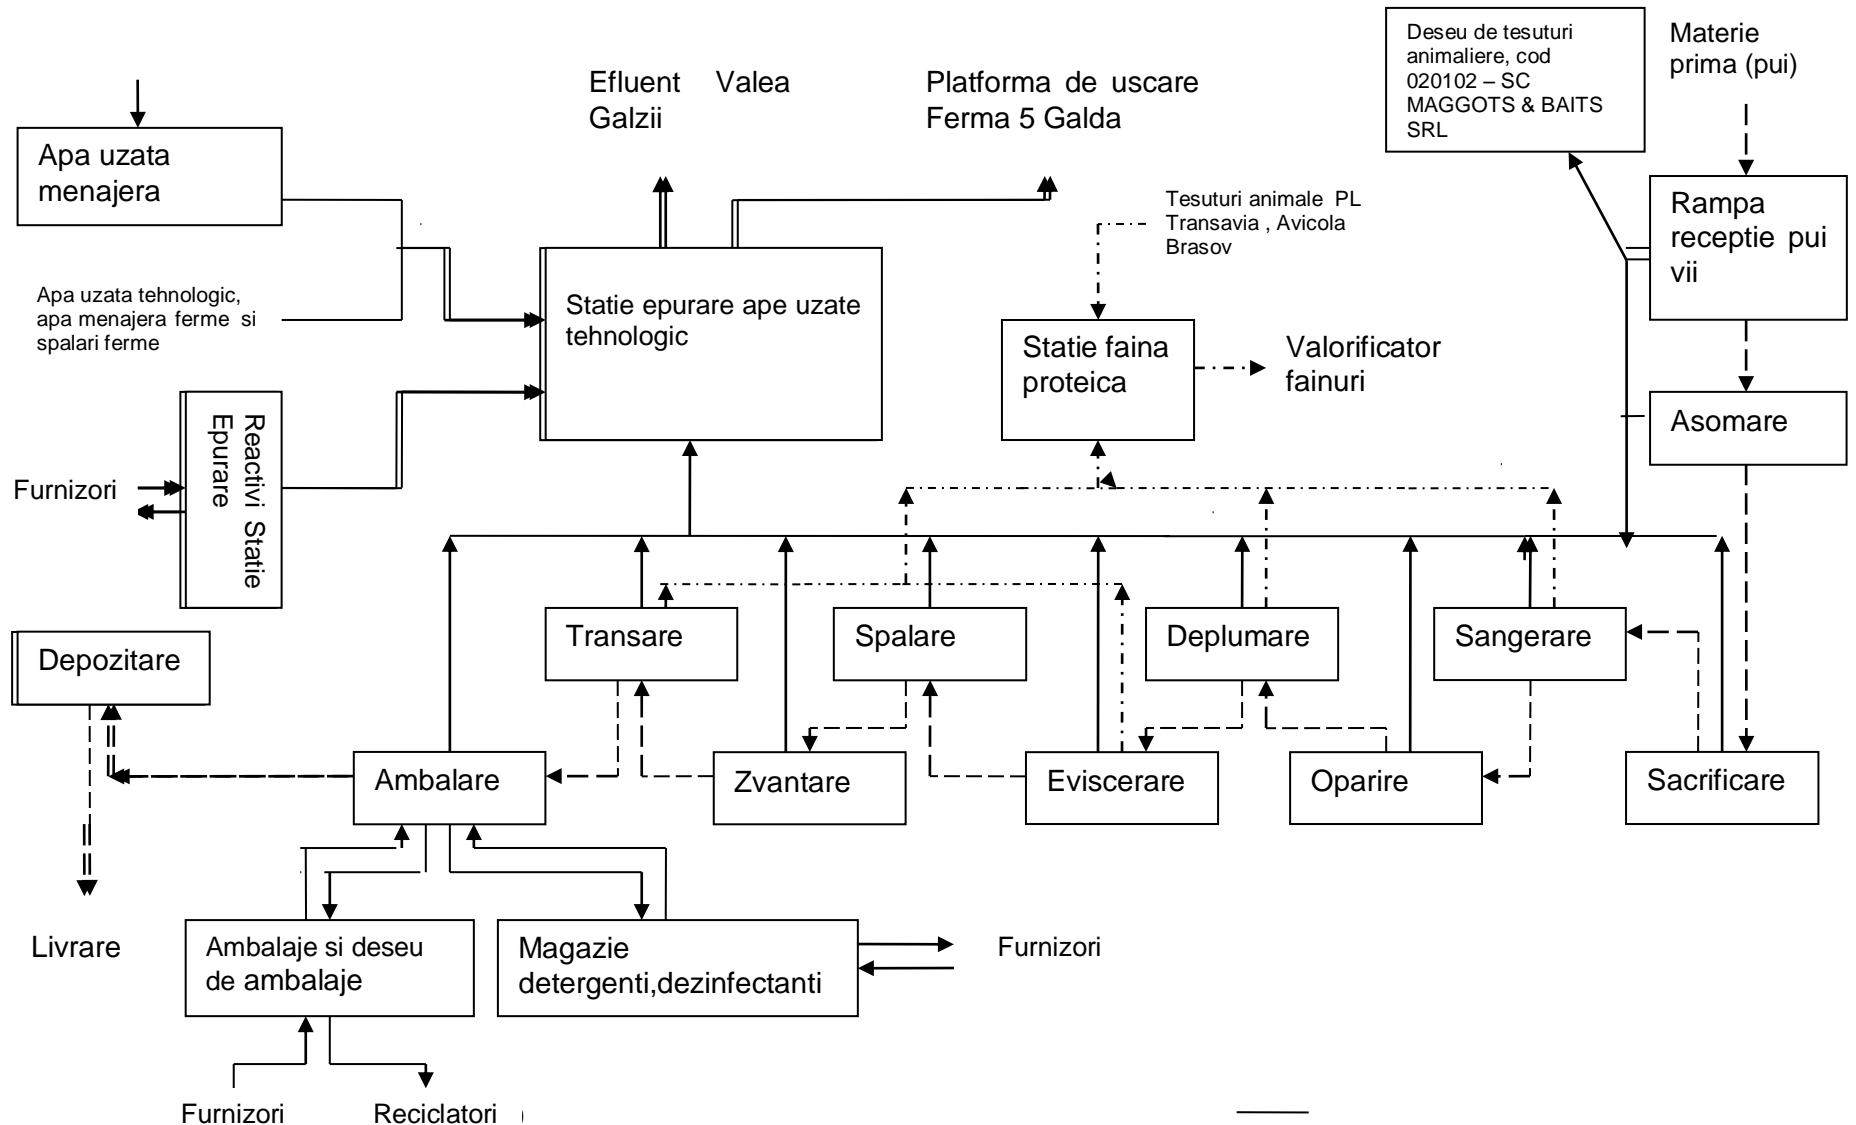 Deseu de tesuturi
animaliere, cod
020102 – SC
MAGGOTS & BAITS
SRL
Materie
prima (pui)
Efluent Valea
Galzii
Platforma de uscare
Ferma 5 Galda
Apa uzata
menajera
Tesuturi animale PL
Transavia , Avicola
Brasov
Rampa
receptie pui
vii
Apa uzata tehnologic,
apa menajera ferme si
spalari ferme
Statie epurare ape uzate
tehnologic
Statie faina
proteica
Valorificator
fainuri
Asomare
Reactivi Statie
Epurare
Furnizori
Depozitare
Transare
Spalare
Deplumare
Sangerare
Ambalare
Zvantare
Eviscerare
Oparire
Sacrificare
Livrare
Ambalaje si deseu
de ambalaje
Magazie
detergenti,dezinfectanti
Furnizori
Furnizori
Reciclatori )